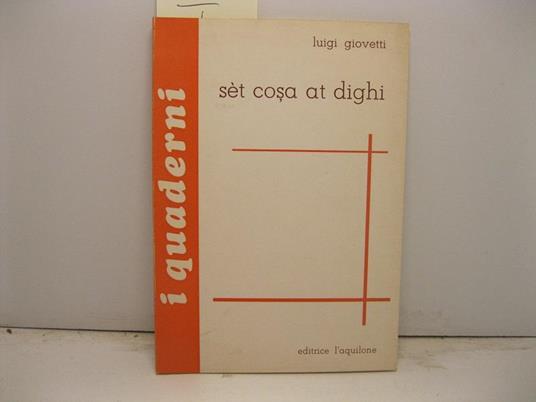 luigi giovetti
sèt coșa at dighi
i quaderni
editrice l'aquilone